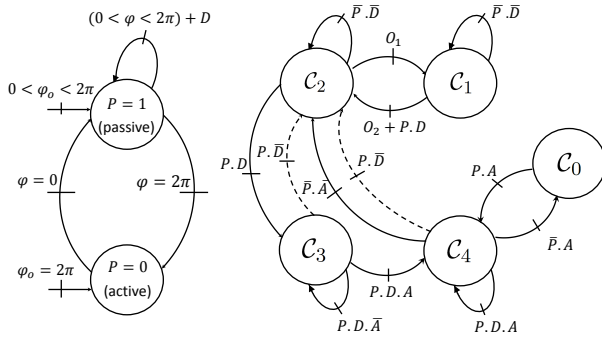 (0 < φ < 2π) + D
0 < φₒ < 2π
P = 1
(passive)
φ = 0
φ = 2π
φₒ = 2π
P = 0
(active)
P̅.D̅
C₂
O₁
O₂ + P.D
P̅.D̅
C₁
P.D
P.D̅
P̅.A̅
P.D̅
P.A
C₀
P̅.A
C₃
P.D.A
C₄
P.D.A̅
P.D.A